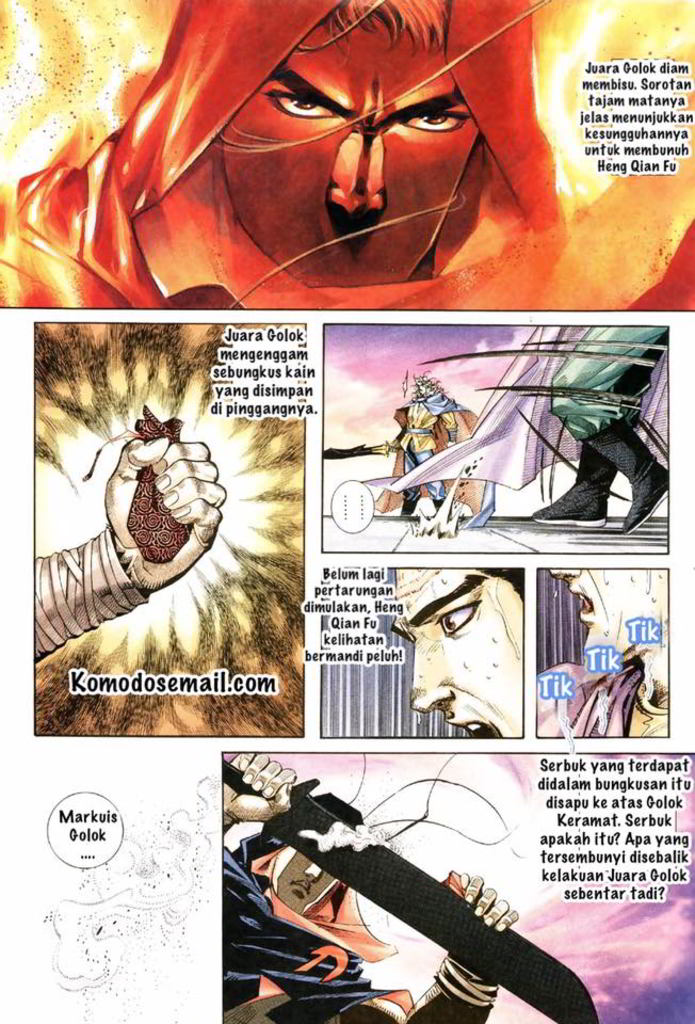 Juara Golok diam
membisu. Sorotan
tajam matanya
jelas menunjukkan
kesungguhannya
untuk membunuh
Heng Qian Fu
Juara Golok
mengenggam
sebungkus kain
yang disimpan
di pinggangnya.
......
Komodosemail.com
Belum lagi
pertarungan
dimulakan, Heng
Qian Fu
kelihatan
bermandi peluh!
Tik
Tik
Tik
Markuis
Golok
....
Serbuk yang terdapat
didalam bungkusan itu
disapu ke atas Golok
Keramat. Serbuk
apakah itu? Apa yang
tersembunyi disebalik
kelakuan Juara Golok
sebentar tadi?